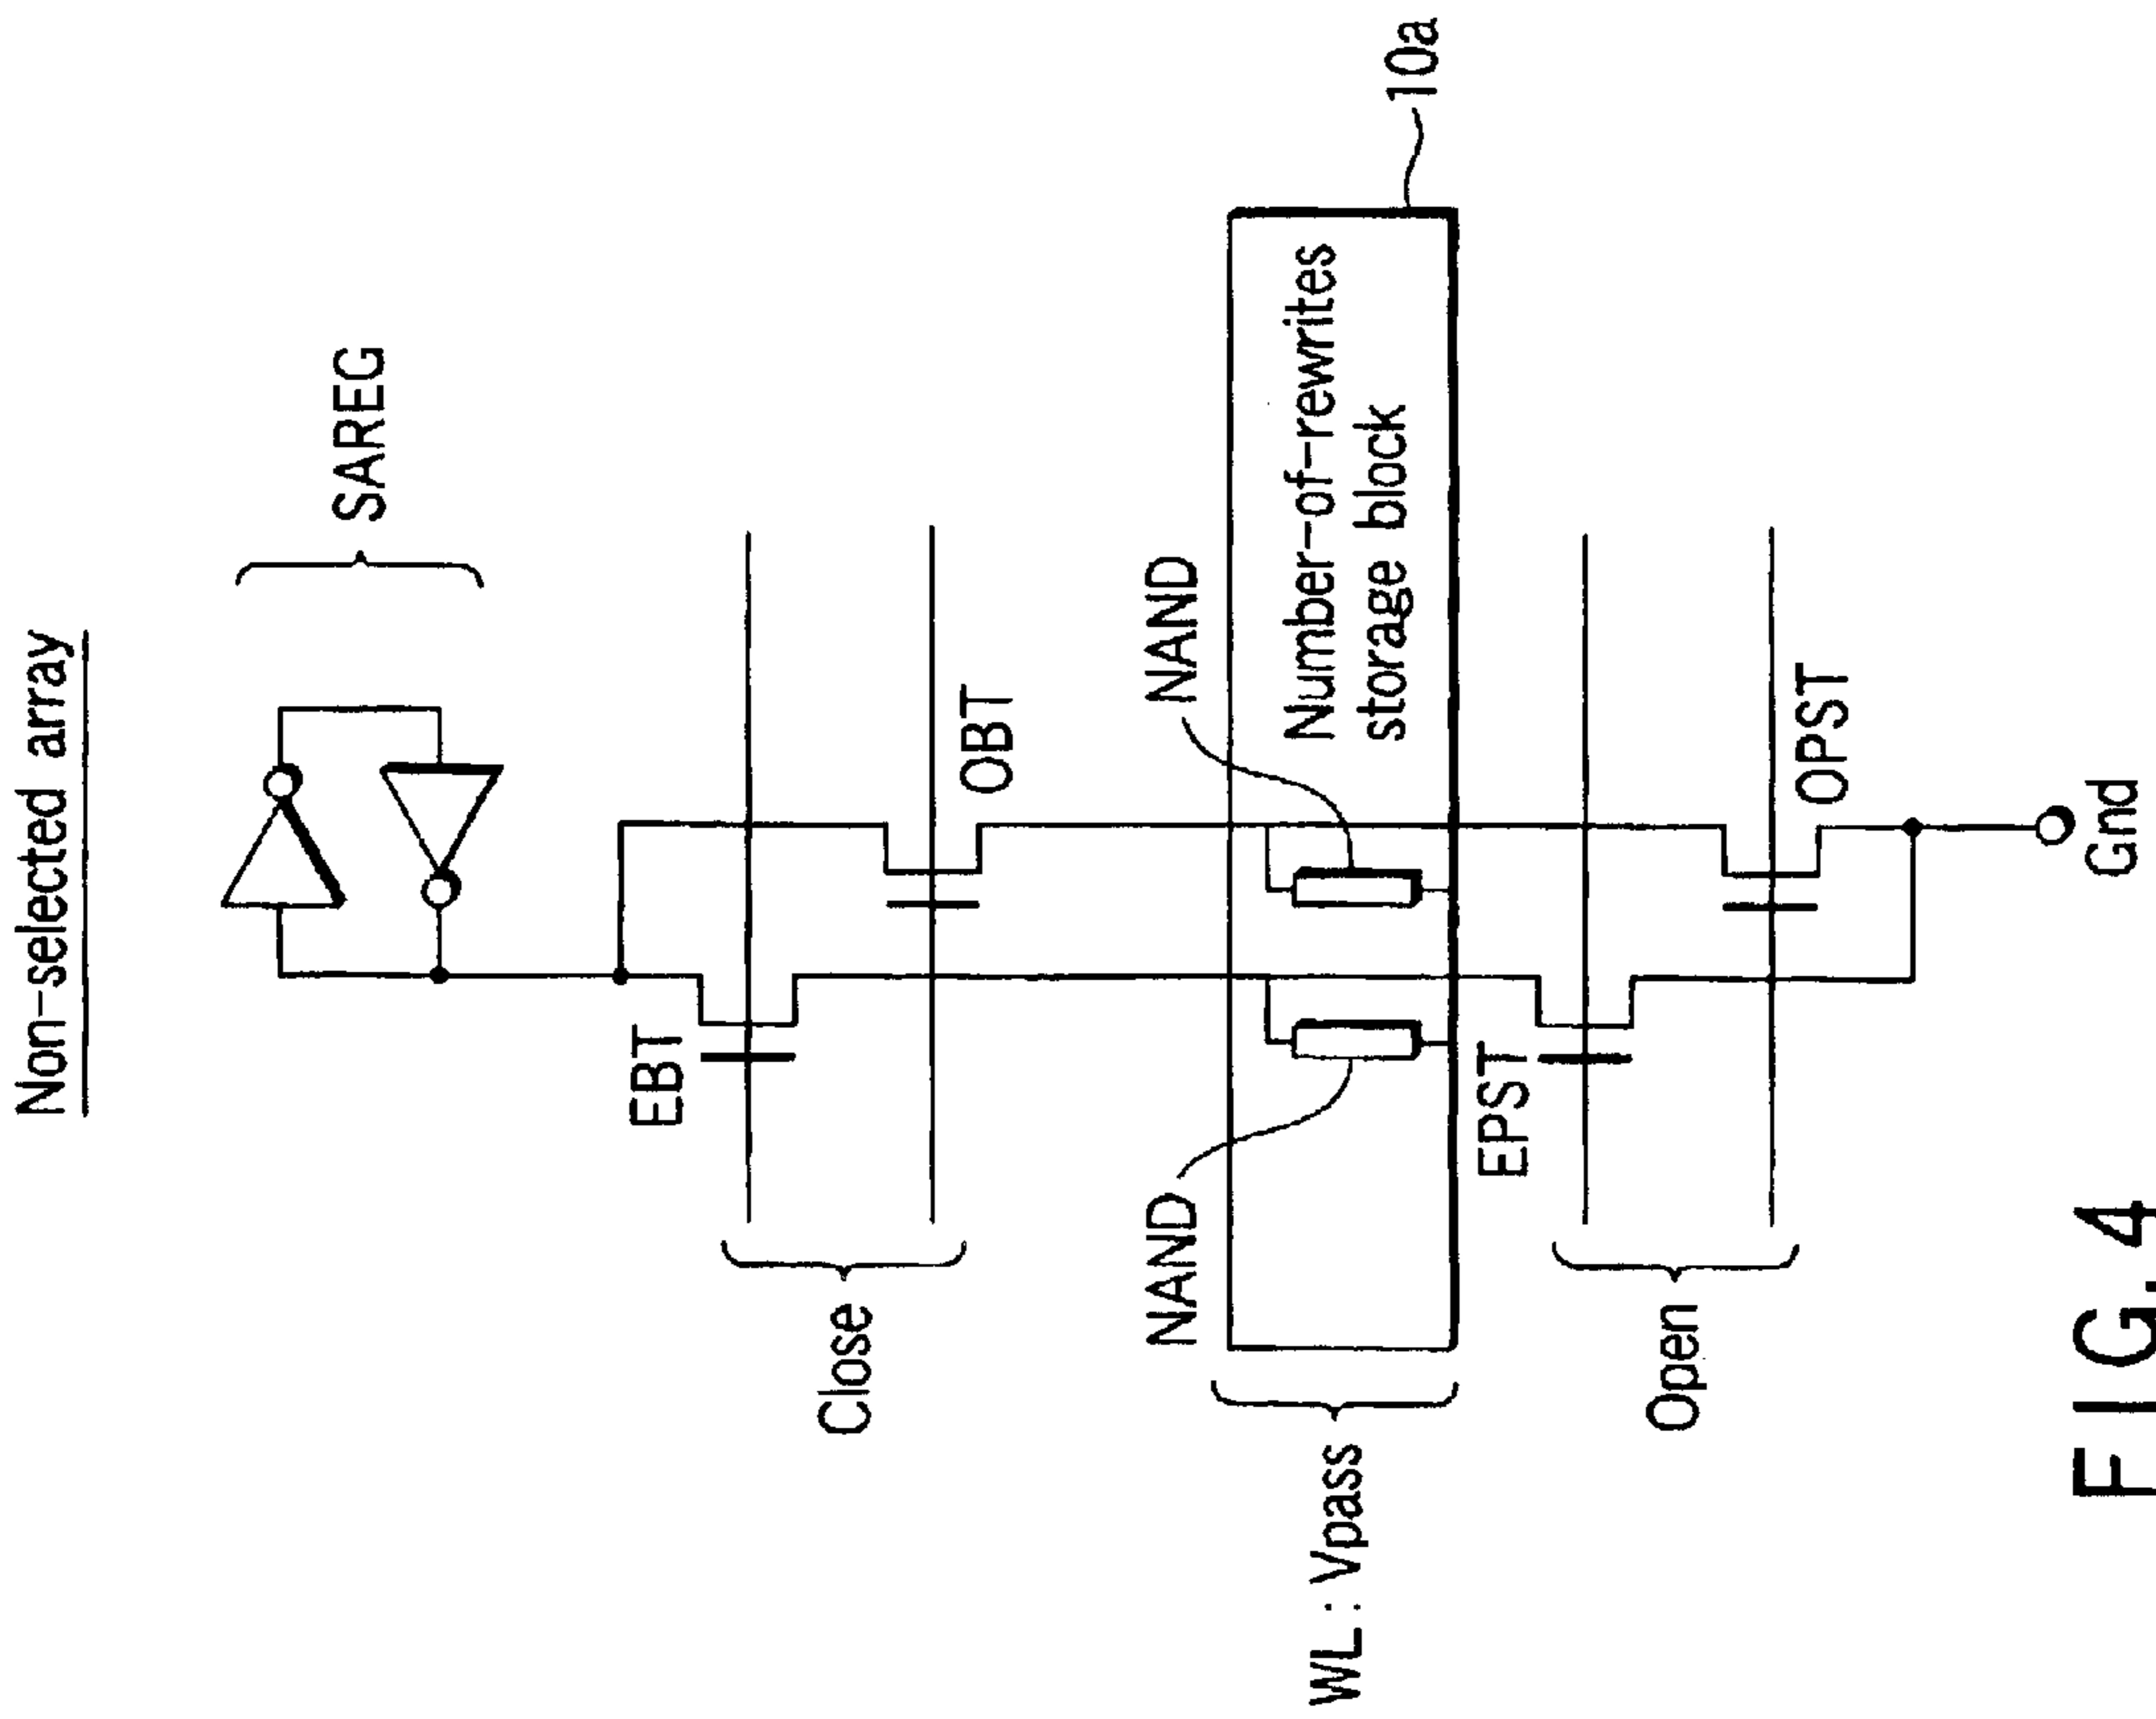 Non-selected array
SAREG
EBT
OBT
Close
NAND
NAND
Number-of-rewrites
storage block
10a
WL : Vpass
EPST
OPST
Open
Gnd
FIG. 4